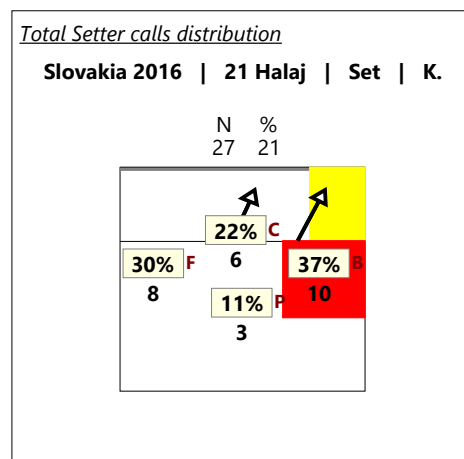 Total Setter calls distribution
Slovakia 2016 | 21 Halaj | Set | K.
N %
27 21
22% C
6
30% F
8
37% B
10
11% P
3